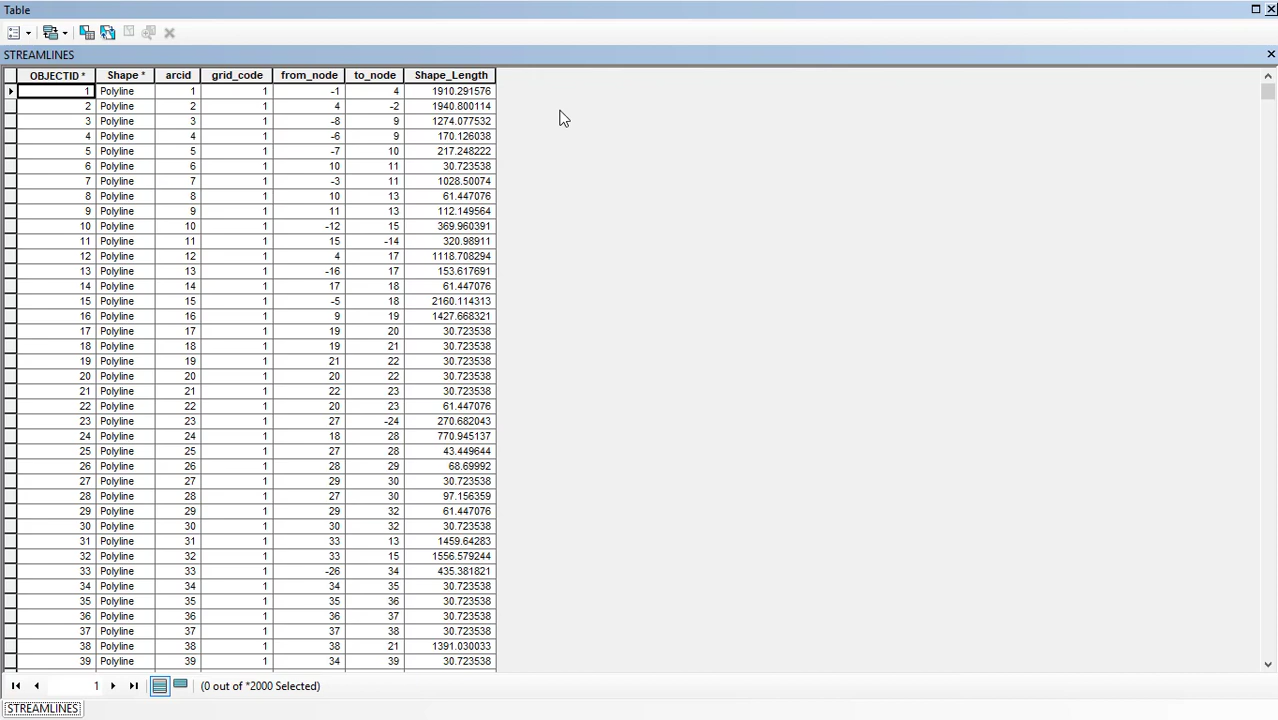 Table
STREAMLINES
OBJECTID * Shape * arcid grid_code from_node to_node Shape_Length
1 Polyline 1 1 -1 4 1910.291576
2 Polyline 2 1 4 -2 1940.800114
3 Polyline 3 1 -8 9 1274.077532
4 Polyline 4 1 -6 9 170.126038
5 Polyline 5 1 -7 10 217.248222
6 Polyline 6 1 10 11 30.723538
7 Polyline 7 1 -3 11 1028.50074
8 Polyline 8 1 10 13 61.447076
9 Polyline 9 1 11 13 112.149564
10 Polyline 10 1 -12 15 369.960391
11 Polyline 11 1 15 -14 320.98911
12 Polyline 12 1 4 17 1118.708294
13 Polyline 13 1 -16 17 153.617691
14 Polyline 14 1 17 18 61.447076
15 Polyline 15 1 -5 18 2160.114313
16 Polyline 16 1 9 19 1427.668321
17 Polyline 17 1 19 20 30.723538
18 Polyline 18 1 19 21 30.723538
19 Polyline 19 1 21 22 30.723538
20 Polyline 20 1 20 22 30.723538
21 Polyline 21 1 22 23 30.723538
22 Polyline 22 1 20 23 61.447076
23 Polyline 23 1 27 -24 270.682043
24 Polyline 24 1 18 28 770.945137
25 Polyline 25 1 27 28 43.449644
26 Polyline 26 1 28 29 68.69992
27 Polyline 27 1 29 30 30.723538
28 Polyline 28 1 27 30 97.156359
29 Polyline 29 1 29 32 61.447076
30 Polyline 30 1 30 32 30.723538
31 Polyline 31 1 33 13 1459.64283
32 Polyline 32 1 33 15 1556.579244
33 Polyline 33 1 -26 34 435.381821
34 Polyline 34 1 34 35 30.723538
35 Polyline 35 1 35 36 30.723538
36 Polyline 36 1 36 37 30.723538
37 Polyline 37 1 37 38 30.723538
38 Polyline 38 1 38 21 1391.030033
39 Polyline 39 1 34 39 30.723538
1 (0 out of *2000 Selected)
STREAMLINES